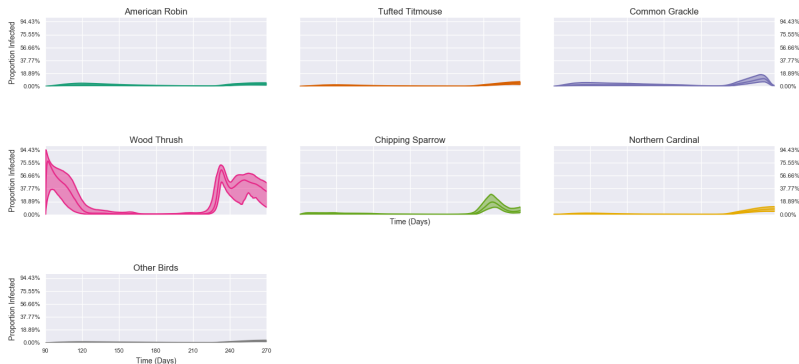 American Robin
Tufted Titmouse
Common Grackle
94.43%
75.55%
56.66%
37.77%
18.89%
0.00%
Proportion Infected
94.43%
75.55%
56.66%
37.77%
18.89%
0.00%
Wood Thrush
Chipping Sparrow
Northern Cardinal
94.43%
75.55%
56.66%
37.77%
18.89%
0.00%
Proportion Infected
Time (Days)
94.43%
75.55%
56.66%
37.77%
18.89%
0.00%
Other Birds
94.43%
75.55%
56.66%
37.77%
18.89%
0.00%
Proportion Infected
90 120 150 180 210 240 270
Time (Days)